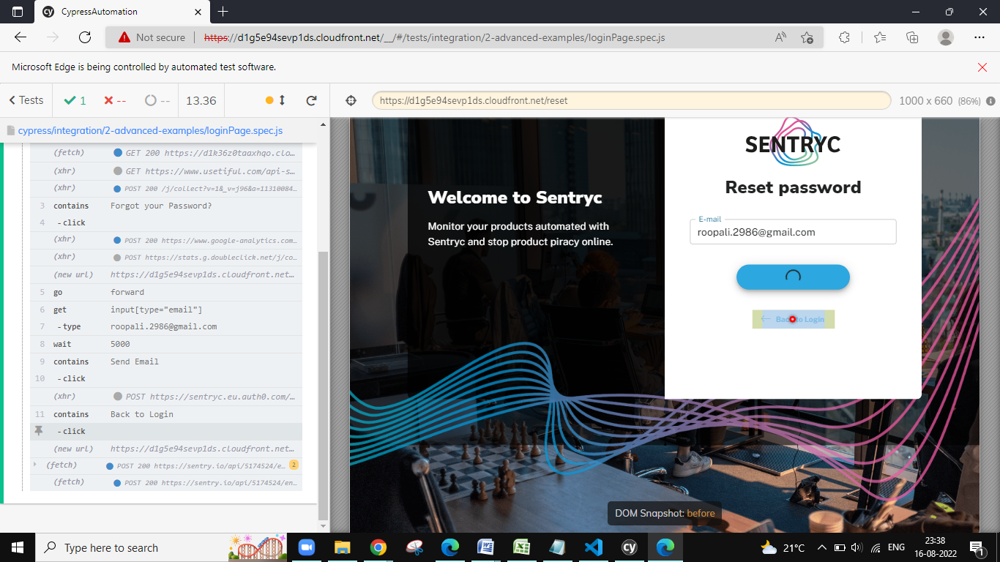 CypressAutomation
Not secure
https://d1g5e94sevp1ds.cloudfront.net/__/#/tests/integration/2-advanced-examples/loginPage.spec.js
Microsoft Edge is being controlled by automated test software.
Tests
1
--
--
13.36
https://d1g5e94sevp1ds.cloudfront.net/reset
1000 x 660 (86%)
cypress/integration/2-advanced-examples/loginPage.spec.js
(fetch) GET 200 https://d1k36z0taaxhqo.clo...
(xhr) GET https://www.usetiful.com/api-s...
(xhr) POST 200 /j/collect?v=1&_v=j96&a=11310084...
3 contains Forgot your Password?
4 -click
(xhr) POST 200 https://www.google-analytics.com...
(xhr) POST https://stats.g.doubleclick.net/j/co...
(new url) https://d1g5e94sevp1ds.cloudfront.net...
5 go forward
6 get input[type="email"]
7 -type roopali.2986@gmail.com
8 wait 5000
9 contains Send Email
10 -click
(xhr) POST https://sentryc.eu.auth0.com/...
11 contains Back to Login
-click
(new url) https://d1g5e94sevp1ds.cloudfront.net...
(fetch) POST 200 https://sentry.io/api/5174524/e... 2
(fetch) POST 200 https://sentry.io/api/5174524/en...
Welcome to Sentryc
Monitor your products automated with
Sentryc and stop product piracy online.
SENTRYC
Reset password
E-mail
roopali.2986@gmail.com
Back to Login
DOM Snapshot: before
Type here to search
21°C
ENG
23:38
16-08-2022
1